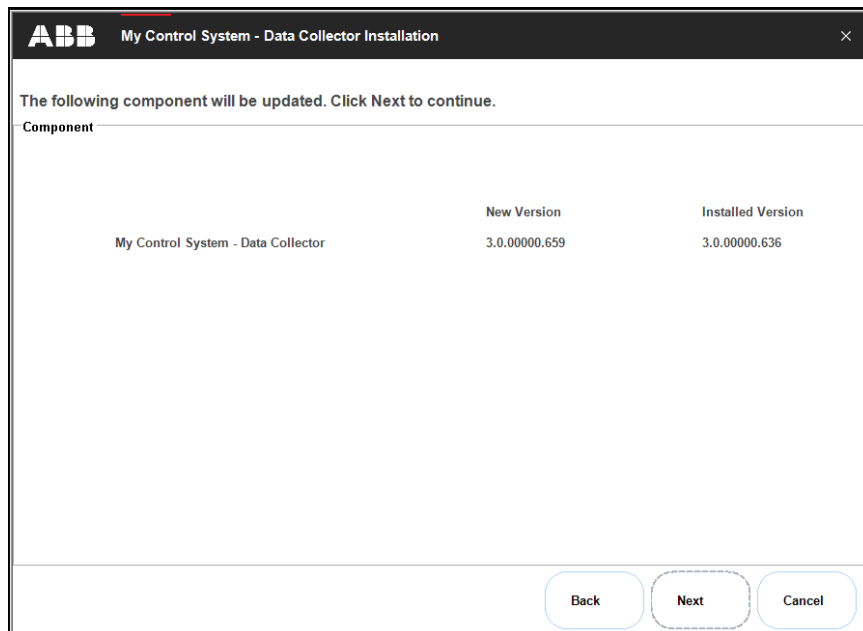 ABB My Control System - Data Collector Installation
The following component will be updated. Click Next to continue.
Component
New Version Installed Version
My Control System - Data Collector 3.0.00000.659 3.0.00000.636
Back Next Cancel